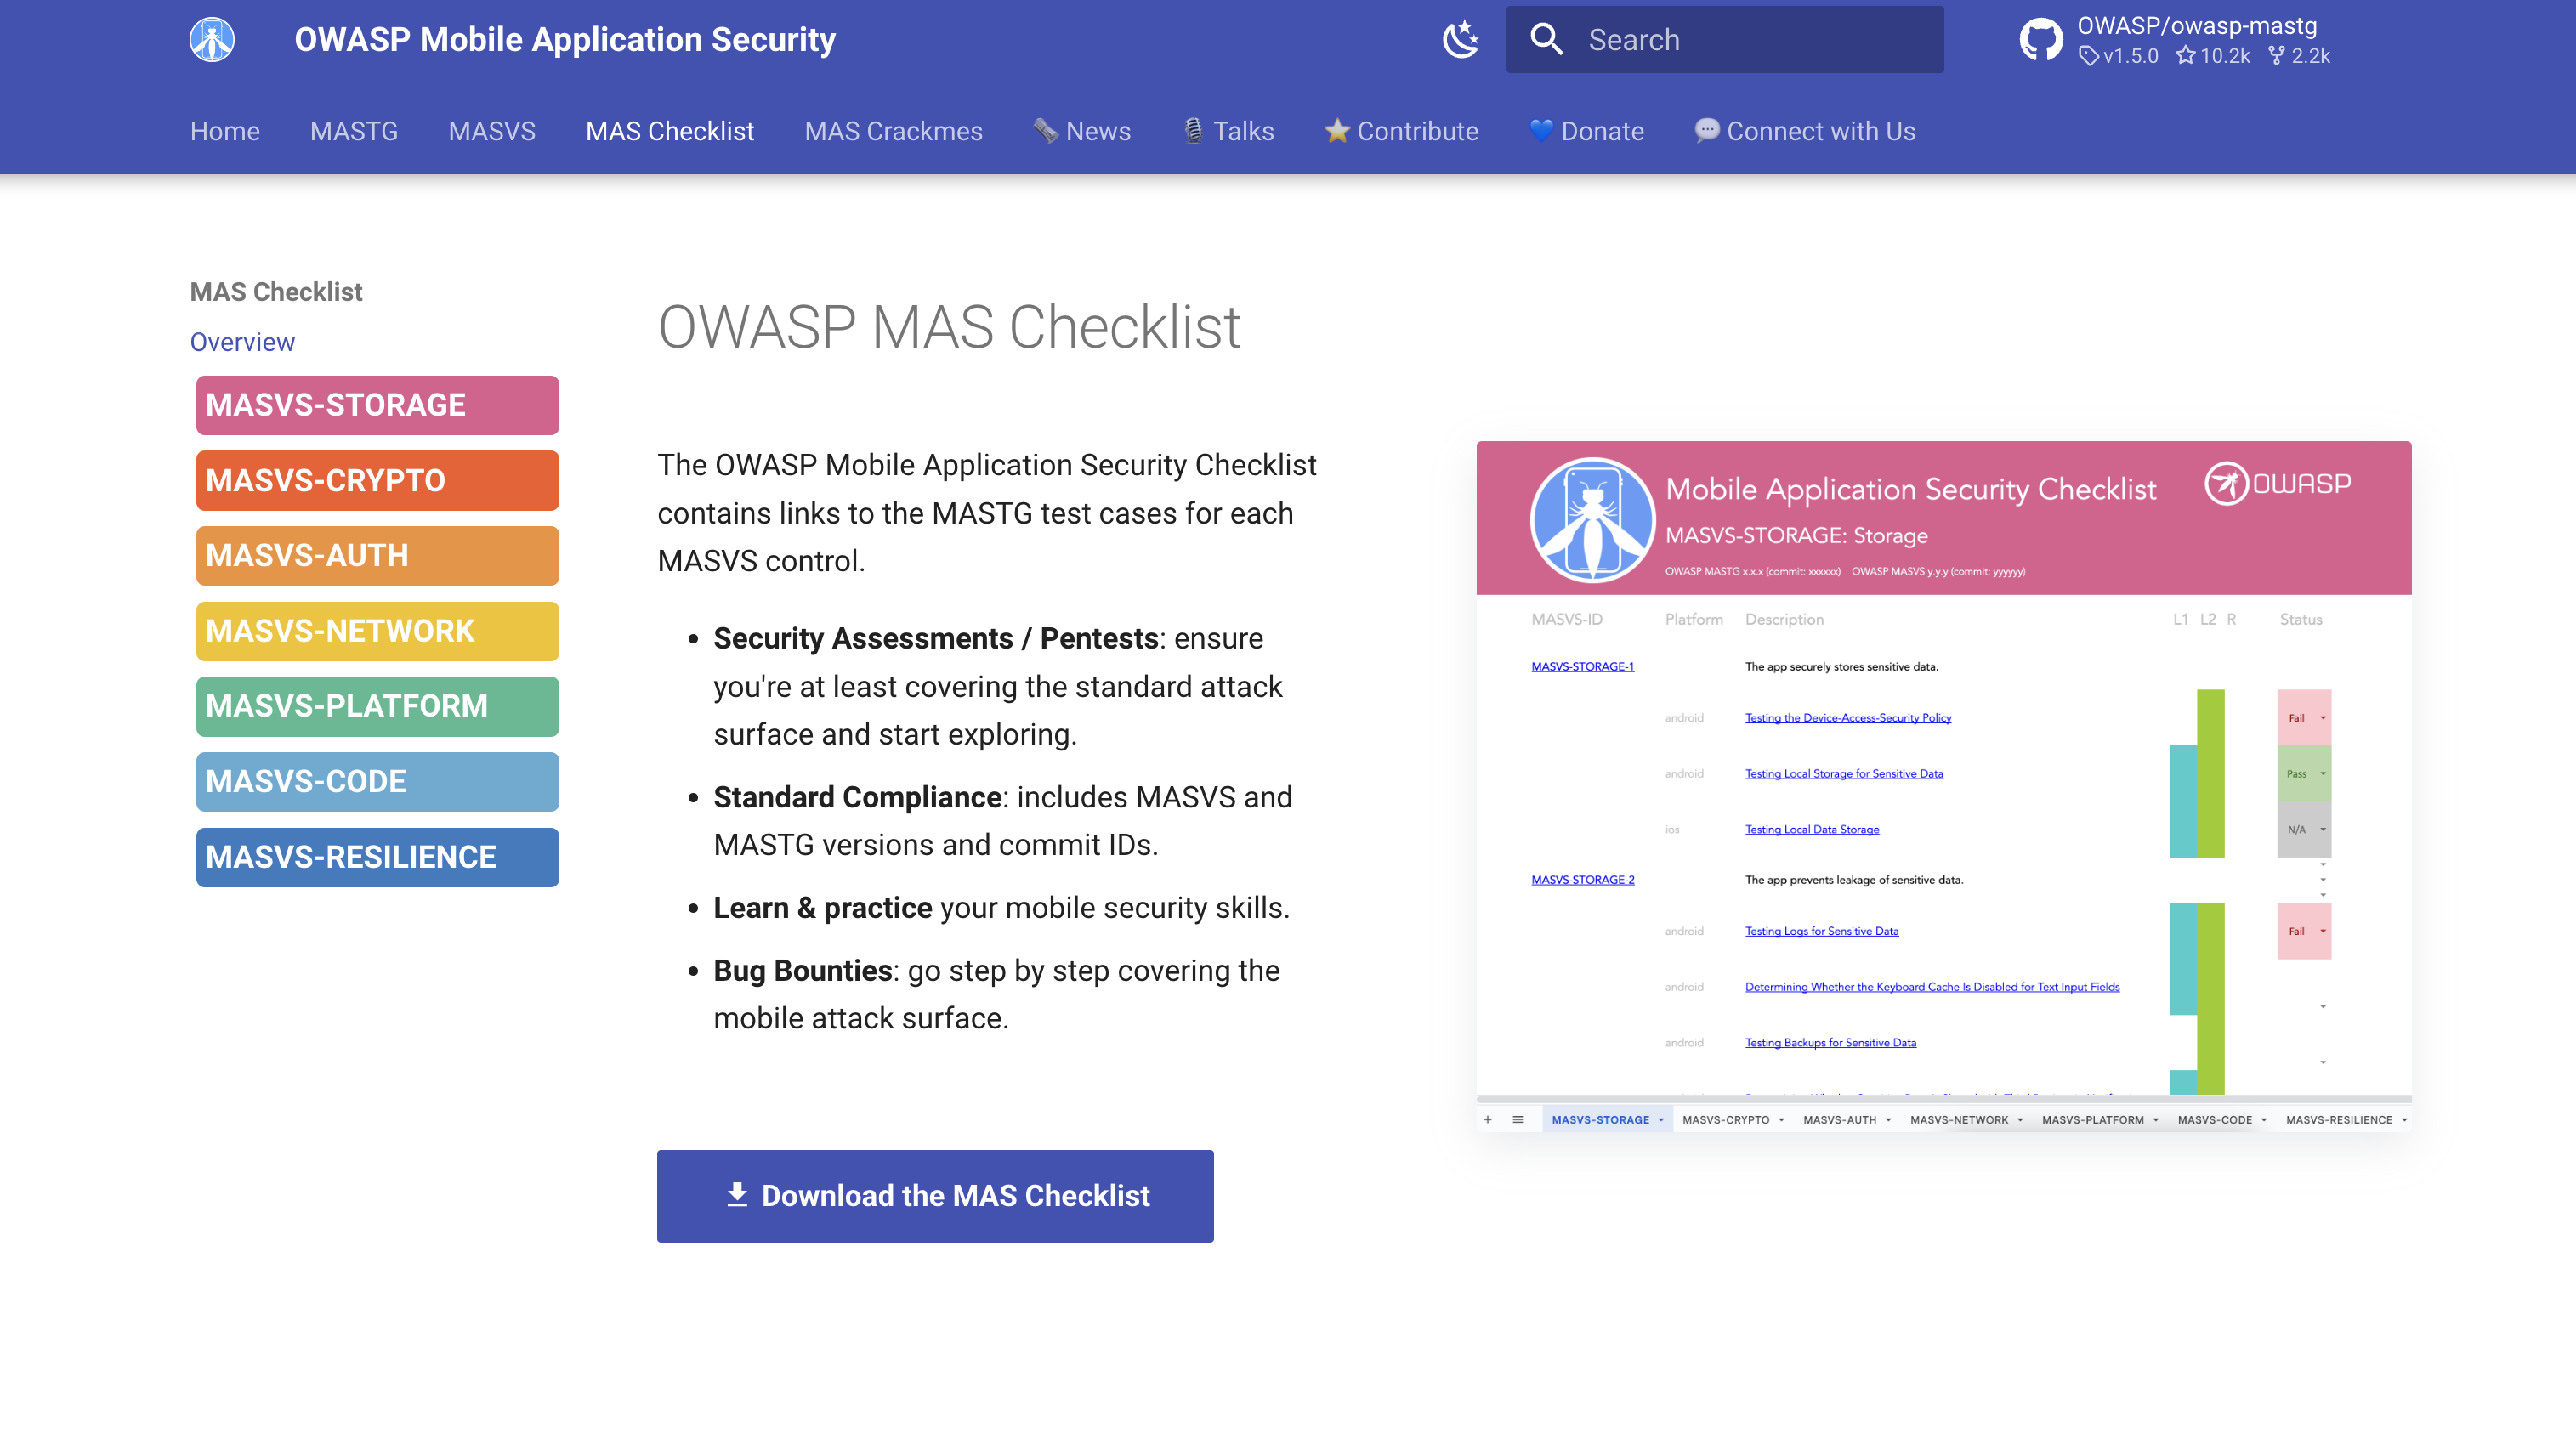 OWASP Mobile Application Security
Search
OWASP/owasp-mastg
v1.5.0 10.2k 2.2k
Home MASTG MASVS MAS Checklist MAS Crackmes News Talks Contribute Donate Connect with Us
MAS Checklist
Overview
MASVS-STORAGE
MASVS-CRYPTO
MASVS-AUTH
MASVS-NETWORK
MASVS-PLATFORM
MASVS-CODE
MASVS-RESILIENCE
OWASP MAS Checklist
The OWASP Mobile Application Security Checklist
contains links to the MASTG test cases for each
MASVS control.
• Security Assessments / Pentests: ensure
you're at least covering the standard attack
surface and start exploring.
• Standard Compliance: includes MASVS and
MASTG versions and commit IDs.
• Learn & practice your mobile security skills.
• Bug Bounties: go step by step covering the
mobile attack surface.
Download the MAS Checklist
Mobile Application Security Checklist
OWASP
MASVS-STORAGE: Storage
OWASP MASTG x.x.x (commit: xxxxxx) OWASP MASVS y.y.y (commit: yyyyyy)
MASVS-ID Platform Description L1 L2 R Status
MASVS-STORAGE-1 The app securely stores sensitive data.
android Testing the Device-Access-Security Policy Fail
android Testing Local Storage for Sensitive Data Pass
ios Testing Local Data Storage N/A
MASVS-STORAGE-2 The app prevents leakage of sensitive data.
android Testing Logs for Sensitive Data Fail
android Determining Whether the Keyboard Cache Is Disabled for Text Input Fields
android Testing Backups for Sensitive Data
+ MASVS-STORAGE MASVS-CRYPTO MASVS-AUTH MASVS-NETWORK MASVS-PLATFORM MASVS-CODE MASVS-RESILIENCE